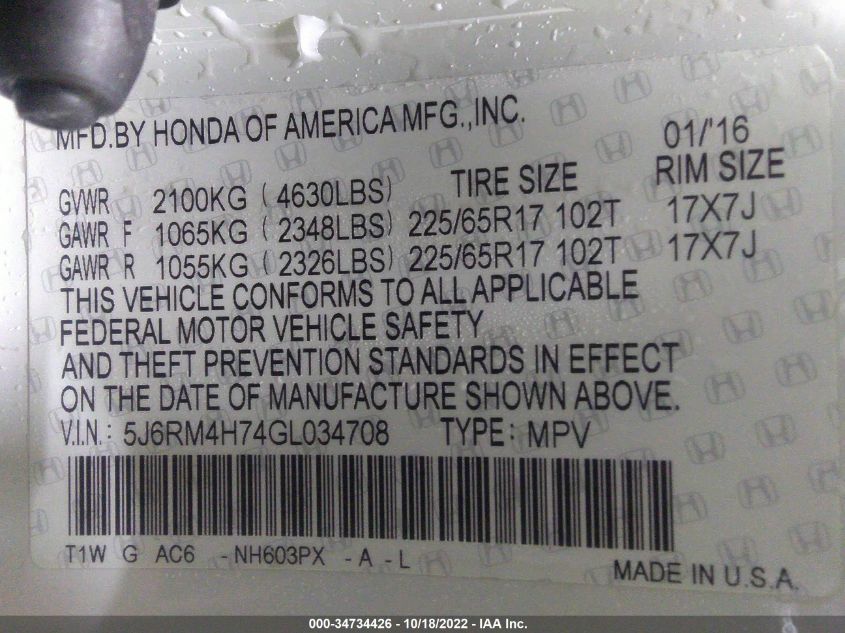 MFD.BY HONDA OF AMERICA MFG.,INC. 01/'16
TIRE SIZE RIM SIZE
GVWR 2100KG ( 4630LBS)
GAWR F 1065KG ( 2348LBS) 225/65R17 102T 17X7J
GAWR R 1055KG ( 2326LBS) 225/65R17 102T 17X7J
THIS VEHICLE CONFORMS TO ALL APPLICABLE
FEDERAL MOTOR VEHICLE SAFETY
AND THEFT PREVENTION STANDARDS IN EFFECT
ON THE DATE OF MANUFACTURE SHOWN ABOVE.
V.I.N.: 5J6RM4H74GL034708 TYPE: MPV
T1W G AC6 -NH603PX -A -L
MADE IN U.S.A.
000-34734426 - 10/18/2022 - IAA Inc.